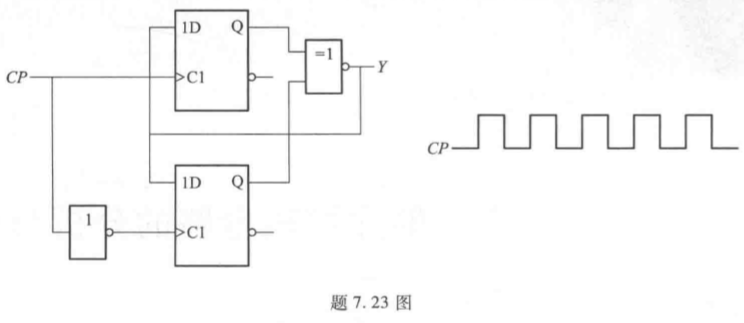 1D Q
=1
CP C1 Y
CP
1D Q
1
C1
题 7.23 图